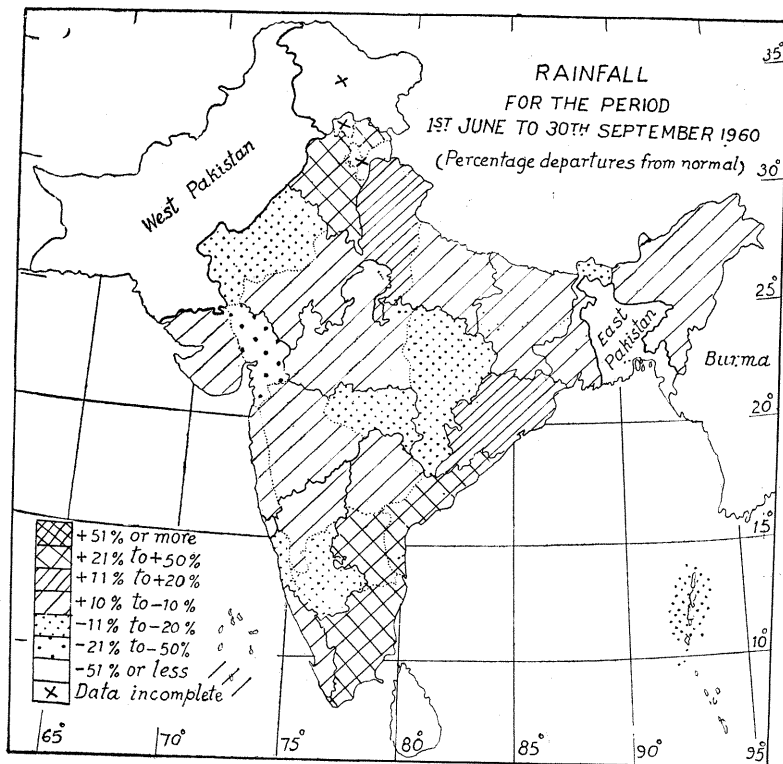 RAINFALL
FOR THE PERIOD
1ST JUNE TO 30TH SEPTEMBER 1960
(Percentage departures from normal)
35°
30°
25°
20°
15°
10°
West Pakistan
East
Pakistan
Burma
+51% or more
+21% to+50%
+11% to+20%
+10% to-10%
-11% to-20%
-21% to-50%
-51% or less
x Data incomplete
65°
70°
75°
80°
85°
90°
95°